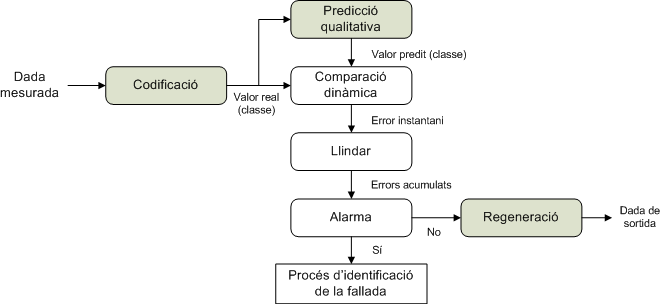 Predicció
qualitativa
Valor predit (classe)
Dada
mesurada
Codificació
Valor real
(classe)
Comparació
dinàmica
Error instantani
Llindar
Errors acumulats
Alarma
No
Regeneració
Dada de
sortida
Sí
Procés d'identificació
de la fallada